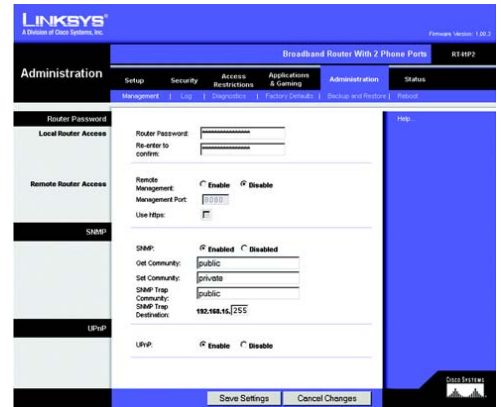 LINKSYS®
A Division of Cisco Systems, Inc.
Firmware Version: 1.00.2
Broadband Router With 2 Phone Ports RT41P2
Administration
Setup Security Access Restrictions Applications & Gaming Administration Status
Management | Log | Diagnostics | Factory Defaults | Backup and Restore | Reboot
Router Password
Local Router Access
Router Password:
Re-enter to confirm:
Remote Router Access
Remote Management: Enable Disable
Management Port: 8080
Use https:
SNMP
SNMP: Enabled Disabled
Get Community: public
Set Community: private
SNMP Trap Community: public
SNMP Trap Destination: 192.168.15.255
UPnP
UPnP: Enable Disable
Help...
Save Settings Cancel Changes
CISCO SYSTEMS